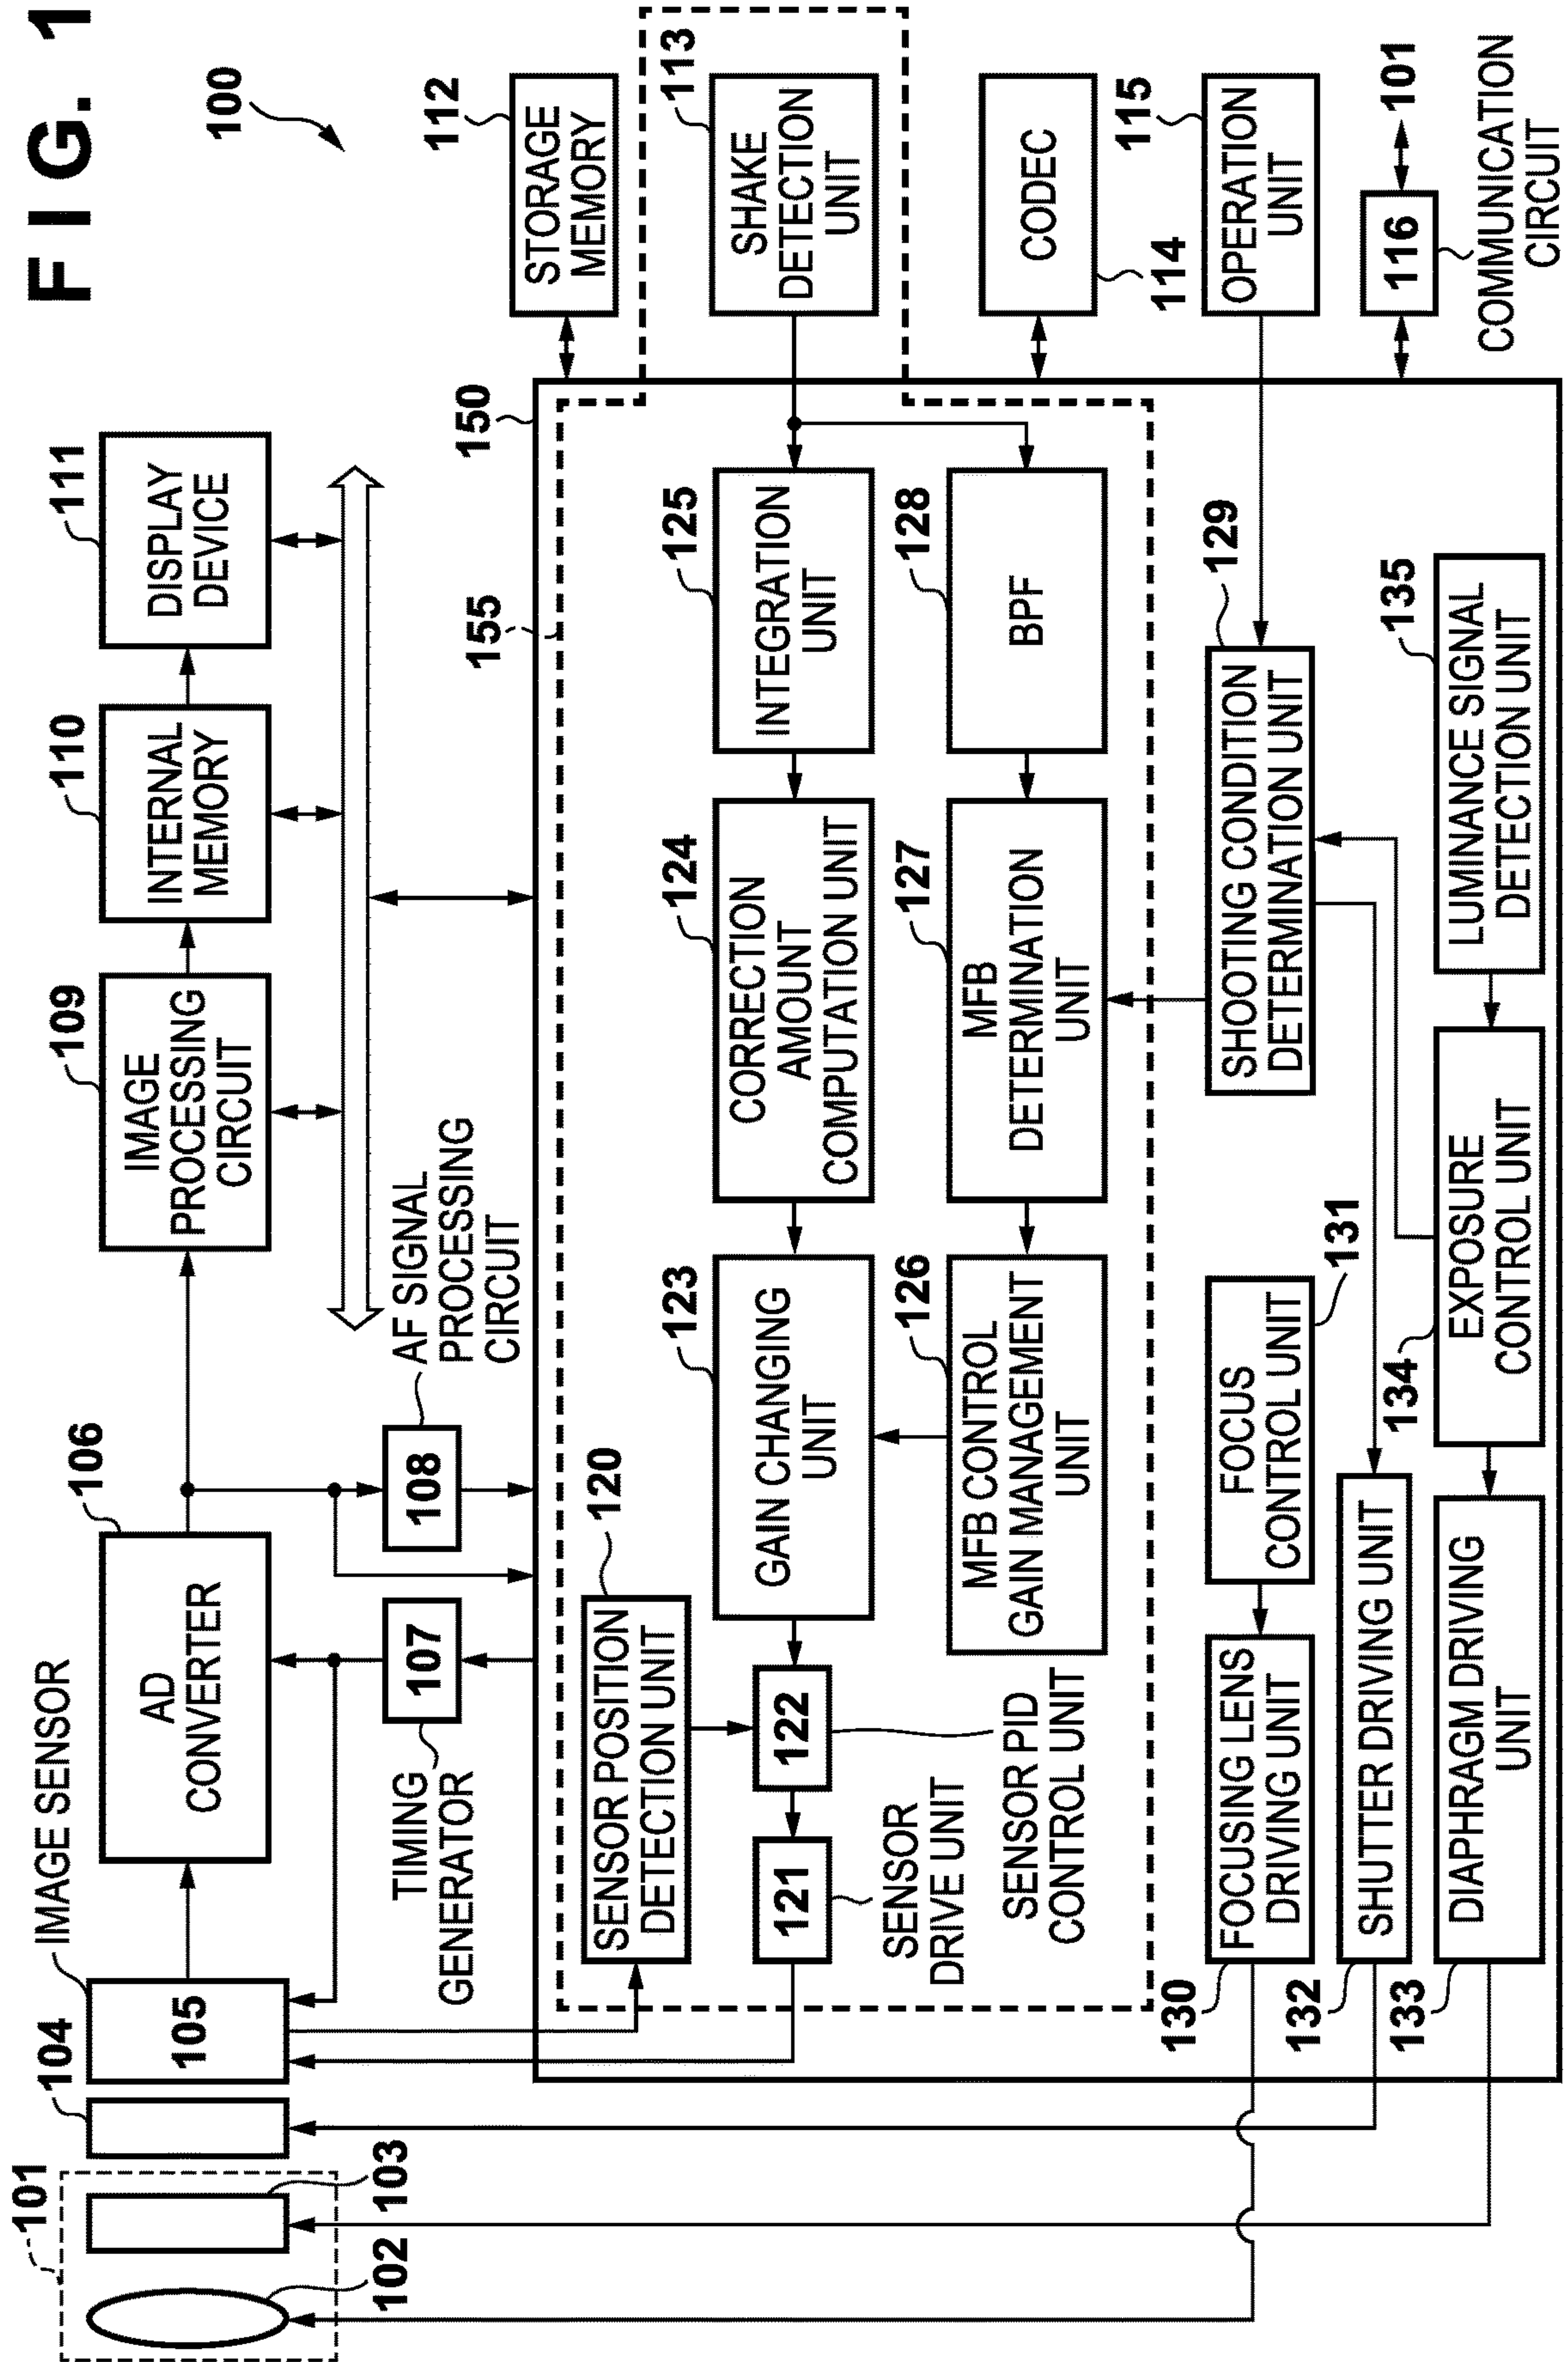 FIG. 1
100
101
102
103
104
IMAGE SENSOR
105
106
AD
CONVERTER
TIMING
GENERATOR
107
108
AF SIGNAL
PROCESSING
CIRCUIT
109
IMAGE
PROCESSING
CIRCUIT
110
INTERNAL
MEMORY
111
DISPLAY
DEVICE
112
STORAGE
MEMORY
113
SHAKE
DETECTION
UNIT
CODEC
114
115
OPERATION
UNIT
116
101
COMMUNICATION
CIRCUIT
150
155
120
SENSOR POSITION
DETECTION UNIT
121
SENSOR
DRIVE UNIT
122
SENSOR PID
CONTROL UNIT
123
GAIN CHANGING
UNIT
124
CORRECTION
AMOUNT
COMPUTATION UNIT
125
INTEGRATION
UNIT
126
MFB CONTROL
GAIN MANAGEMENT
UNIT
127
MFB
DETERMINATION
UNIT
128
BPF
129
SHOOTING CONDITION
DETERMINATION UNIT
130
FOCUSING LENS
DRIVING UNIT
FOCUS
CONTROL UNIT
131
132
SHUTTER DRIVING UNIT
133
DIAPHRAGM DRIVING
UNIT
134
EXPOSURE
CONTROL UNIT
135
LUMINANCE SIGNAL
DETECTION UNIT